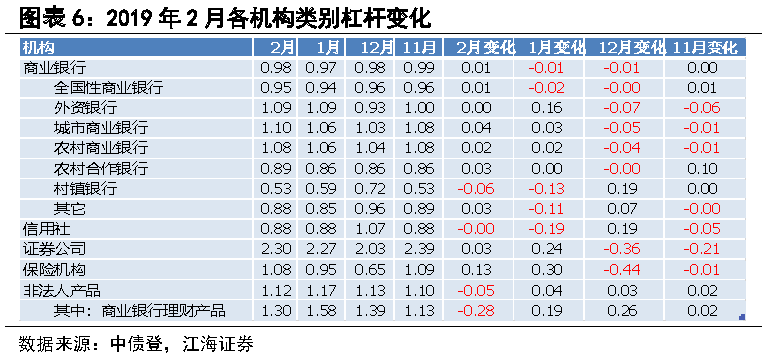 图表 6：2019 年 2 月各机构类别杠杆变化
机构 2月 1月 12月 11月 2月变化 1月变化 12月变化 11月变化
商业银行 0.98 0.97 0.98 0.99 0.01 -0.01 -0.01 0.00
全国性商业银行 0.95 0.94 0.96 0.96 0.01 -0.02 -0.00 0.01
外资银行 1.09 1.09 0.93 1.00 0.00 0.16 -0.07 -0.06
城市商业银行 1.10 1.06 1.03 1.08 0.04 0.03 -0.05 -0.01
农村商业银行 1.08 1.06 1.04 1.08 0.02 0.02 -0.04 -0.01
农村合作银行 0.89 0.86 0.86 0.86 0.03 0.00 -0.00 0.10
村镇银行 0.53 0.59 0.72 0.53 -0.06 -0.13 0.19 0.00
其它 0.88 0.85 0.96 0.89 0.03 -0.11 0.07 -0.00
信用社 0.88 0.88 1.07 0.88 -0.00 -0.19 0.19 -0.05
证券公司 2.30 2.27 2.03 2.39 0.03 0.24 -0.36 -0.21
保险机构 1.08 0.95 0.65 1.09 0.13 0.30 -0.44 -0.01
非法人产品 1.12 1.17 1.13 1.10 -0.05 0.04 0.03 0.02
其中：商业银行理财产品 1.30 1.58 1.39 1.13 -0.28 0.19 0.26 0.02
数据来源：中债登，江海证券